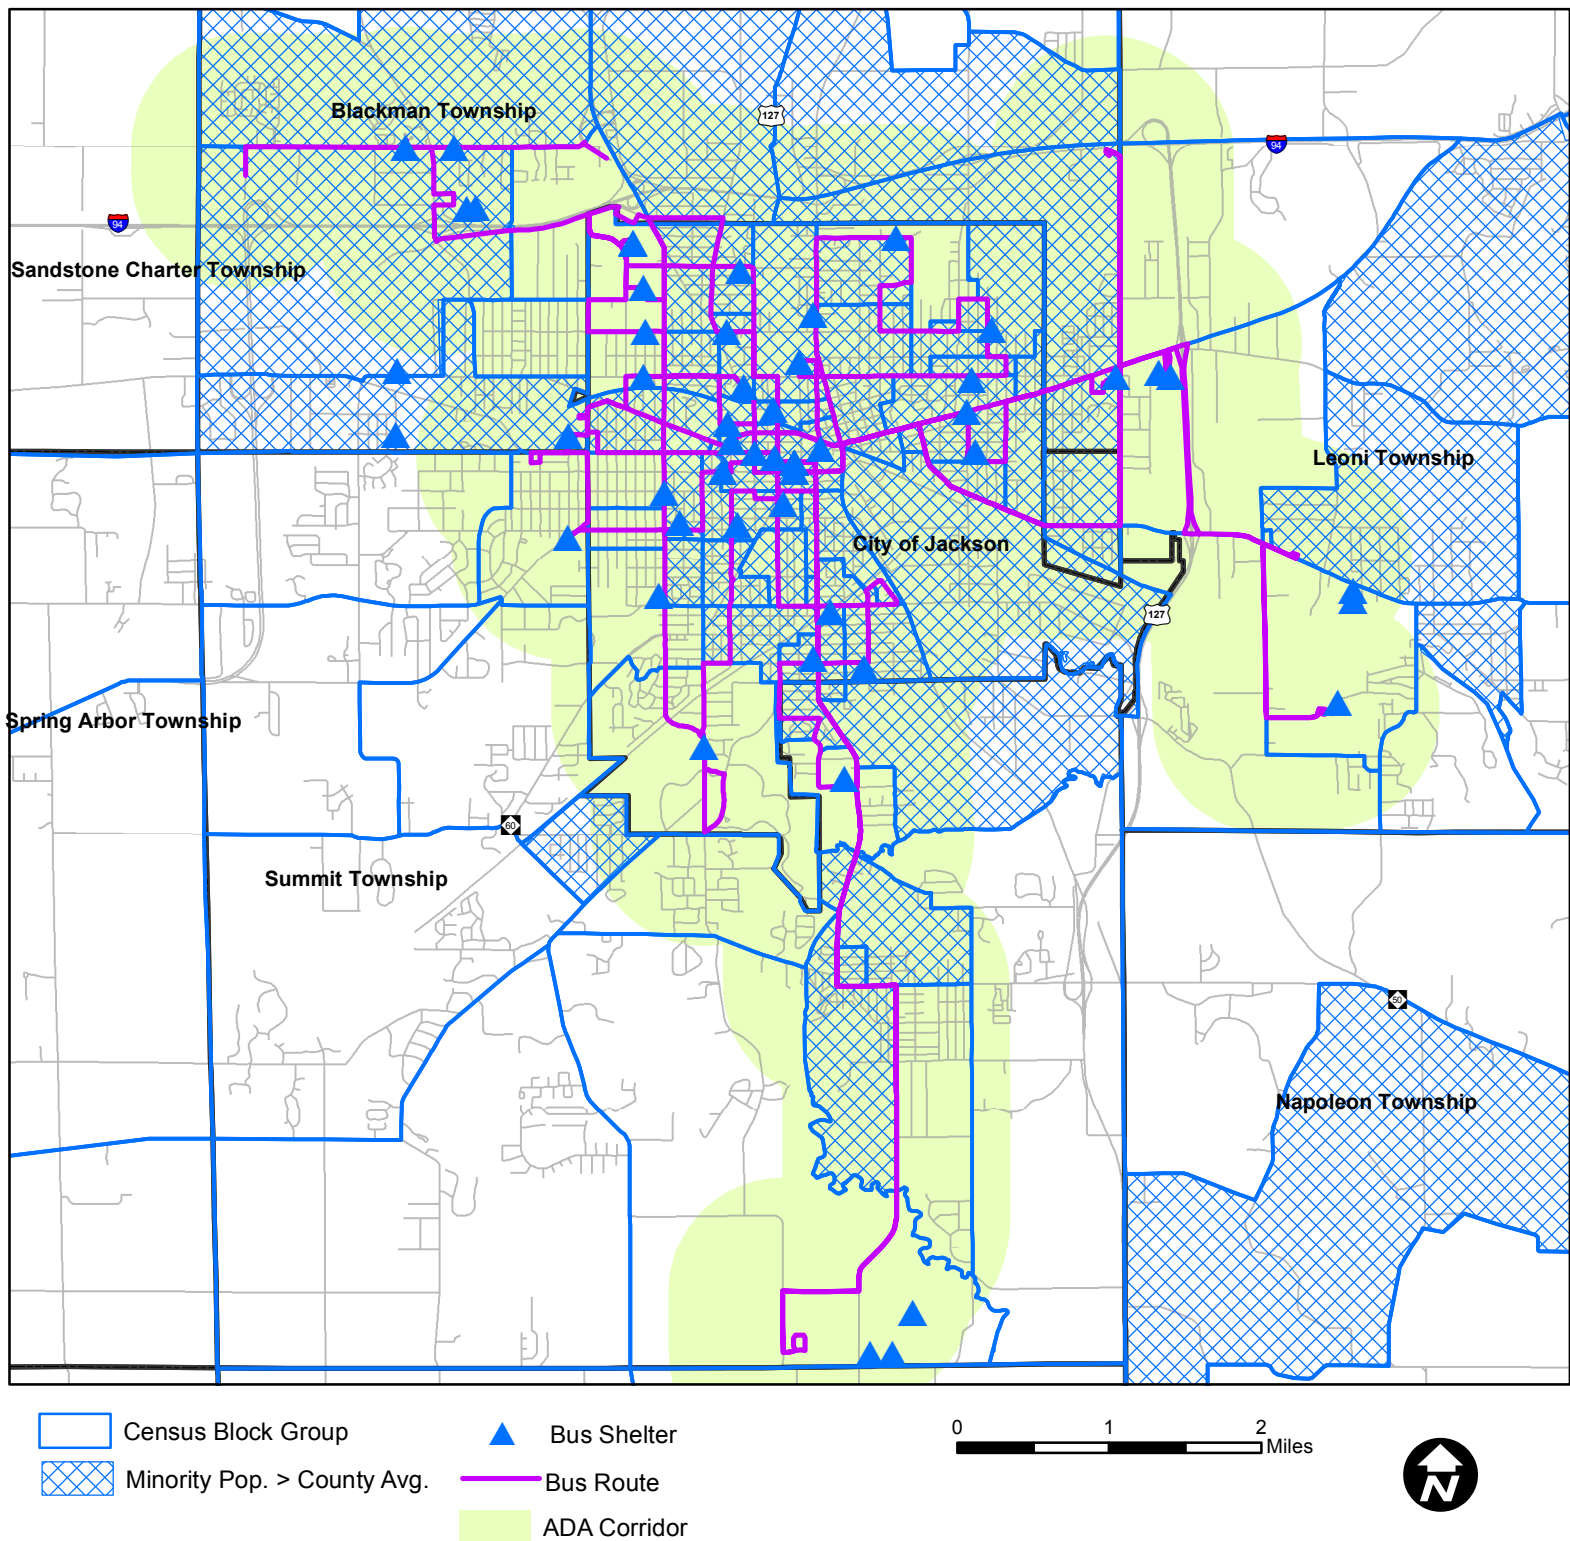 Blackman Township
127
94
94
Sandstone Charter Township
Leoni Township
City of Jackson
127
Spring Arbor Township
60
Summit Township
50
Napoleon Township
Census Block Group
Minority Pop. > County Avg.
Bus Shelter
Bus Route
ADA Corridor
0 1 2
Miles
N